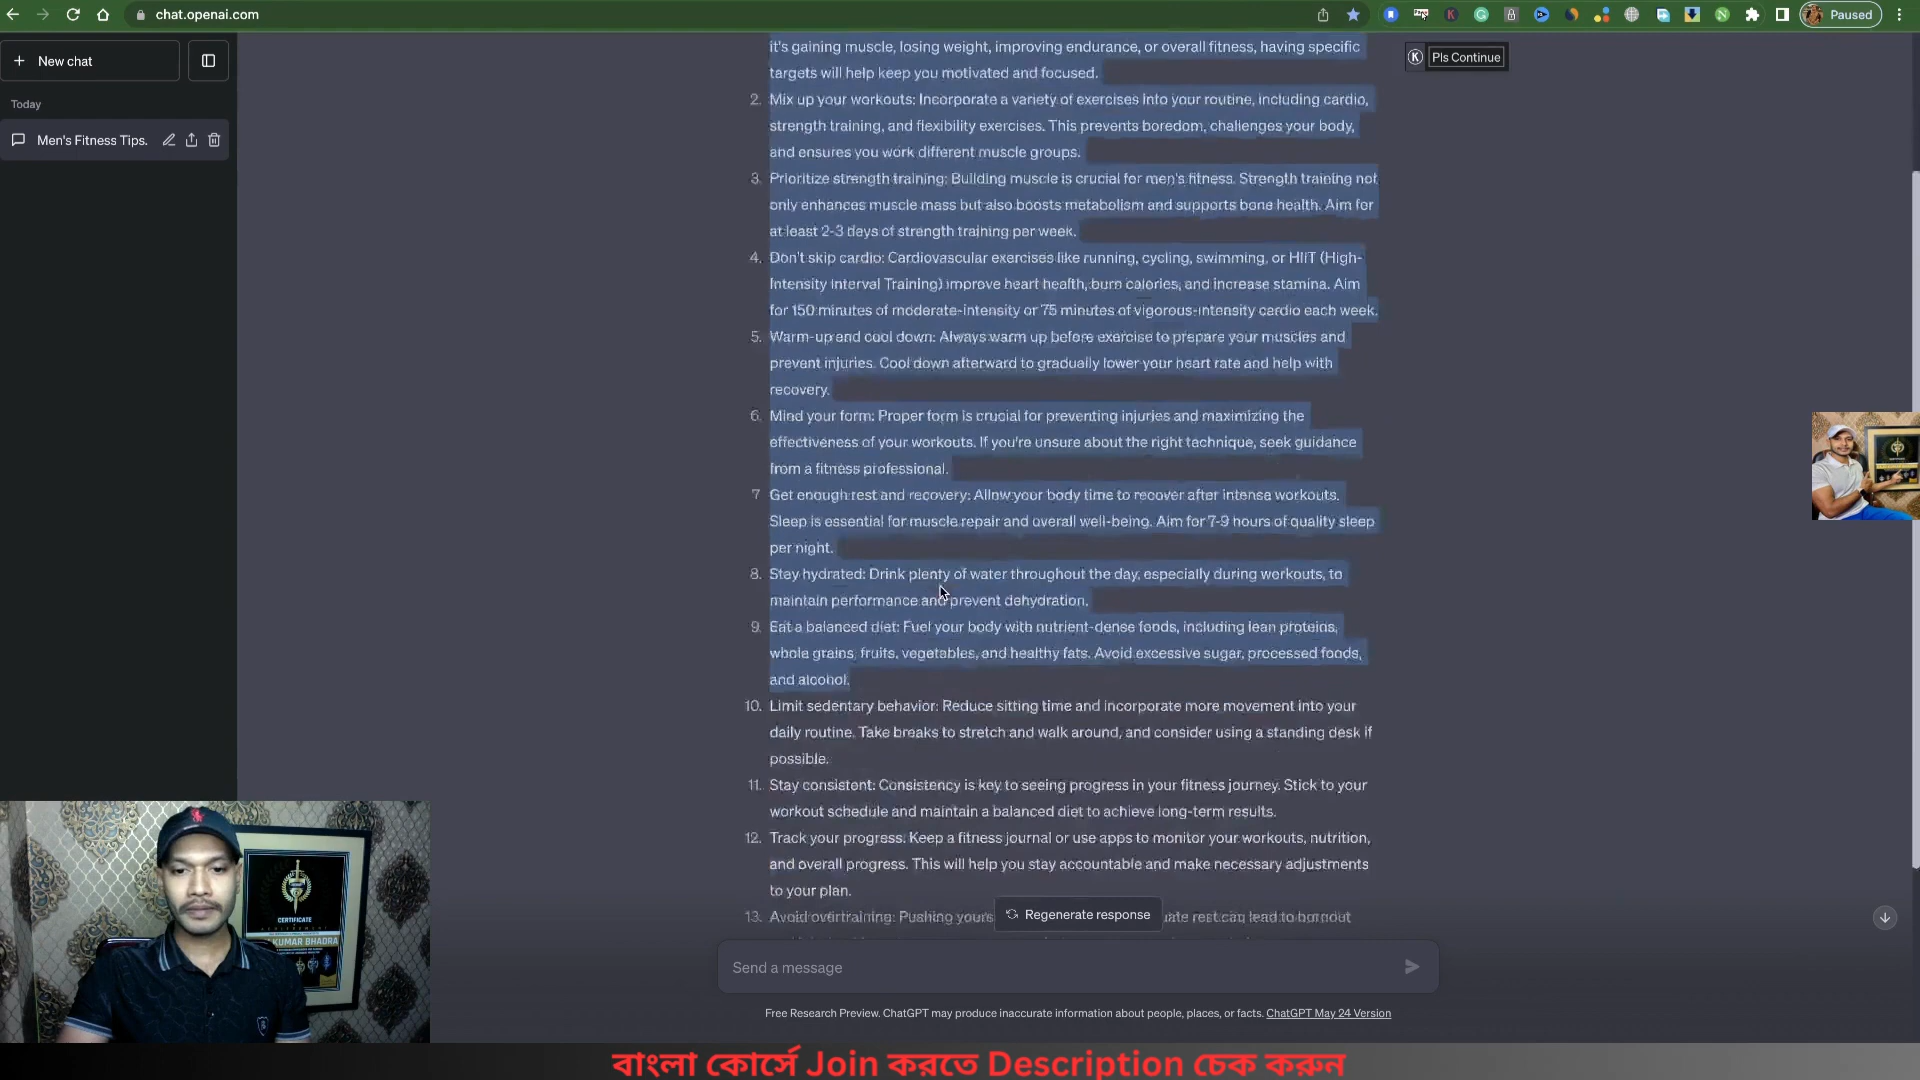 chat.openai.com
Paused
New chat
Today
Men's Fitness Tips.
K Pls Continue
it's gaining muscle, losing weight, improving endurance, or overall fitness, having specific
targets will help keep you motivated and focused.
2. Mix up your workouts: Incorporate a variety of exercises into your routine, including cardio,
strength training, and flexibility exercises. This prevents boredom, challenges your body,
and ensures you work different muscle groups.
3. Prioritize strength training: Building muscle is crucial for men's fitness. Strength training not
only enhances muscle mass but also boosts metabolism and supports bone health. Aim for
at least 2-3 days of strength training per week.
4. Don't skip cardio: Cardiovascular exercises like running, cycling, swimming, or HIIT (High-
Intensity Interval Training) improve heart health, burn calories, and increase stamina. Aim
for 150 minutes of moderate-intensity or 75 minutes of vigorous-intensity cardio each week.
5. Warm-up and cool down: Always warm up before exercise to prepare your muscles and
prevent injuries. Cool down afterward to gradually lower your heart rate and help with
recovery.
6. Mind your form: Proper form is crucial for preventing injuries and maximizing the
effectiveness of your workouts. If you're unsure about the right technique, seek guidance
from a fitness professional.
7. Get enough rest and recovery: Allow your body time to recover after intense workouts.
Sleep is essential for muscle repair and overall well-being. Aim for 7-9 hours of quality sleep
per night.
8. Stay hydrated: Drink plenty of water throughout the day, especially during workouts, to
maintain performance and prevent dehydration.
9. Eat a balanced diet: Fuel your body with nutrient-dense foods, including lean proteins,
whole grains, fruits, vegetables, and healthy fats. Avoid excessive sugar, processed foods,
and alcohol.
10. Limit sedentary behavior: Reduce sitting time and incorporate more movement into your
daily routine. Take breaks to stretch and walk around, and consider using a standing desk if
possible.
11. Stay consistent: Consistency is key to seeing progress in your fitness journey. Stick to your
workout schedule and maintain a balanced diet to achieve long-term results.
12. Track your progress: Keep a fitness journal or use apps to monitor your workouts, nutrition,
and overall progress. This will help you stay accountable and make necessary adjustments
to your plan.
13. Avoid overtraining: Pushing yours uate rest can lead to burnout
Regenerate response
Send a message
Free Research Preview. ChatGPT may produce inaccurate information about people, places, or facts. ChatGPT May 24 Version
CERTIFICATE
KUMAR BHADRA
বাংলা কোর্সে Join করতে Description চেক করুন